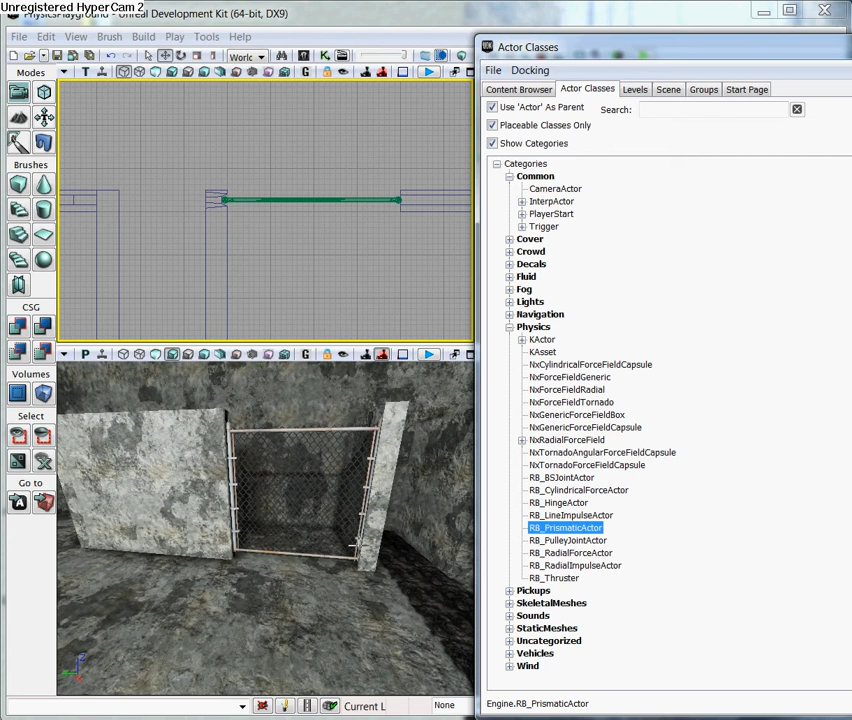 Unregistered HyperCam 2
PhysicsPlayground - Unreal Development Kit (64-bit, DX9)
File Edit View Brush Build Play Tools Help
Worlc
Modes
T
G
Brushes
CSG
Volumes
Select
Go to
P
G
Z
Current L
None
Actor Classes
File Docking
Content Browser Actor Classes Levels Scene Groups Start Page
Use 'Actor' As Parent
Search:
Placeable Classes Only
Show Categories
Categories
Common
CameraActor
InterpActor
PlayerStart
Trigger
Cover
Crowd
Decals
Fluid
Fog
Lights
Navigation
Physics
KActor
KAsset
NxCylindricalForceFieldCapsule
NxForceFieldGeneric
NxForceFieldRadial
NxForceFieldTornado
NxGenericForceFieldBox
NxGenericForceFieldCapsule
NxRadialForceField
NxTornadoAngularForceFieldCapsule
NxTornadoForceFieldCapsule
RB_BSJointActor
RB_CylindricalForceActor
RB_HingeActor
RB_LineImpulseActor
RB_PrismaticActor
RB_PulleyJointActor
RB_RadialForceActor
RB_RadialImpulseActor
RB_Thruster
Pickups
SkeletalMeshes
Sounds
StaticMeshes
Uncategorized
Vehicles
Wind
Engine.RB_PrismaticActor